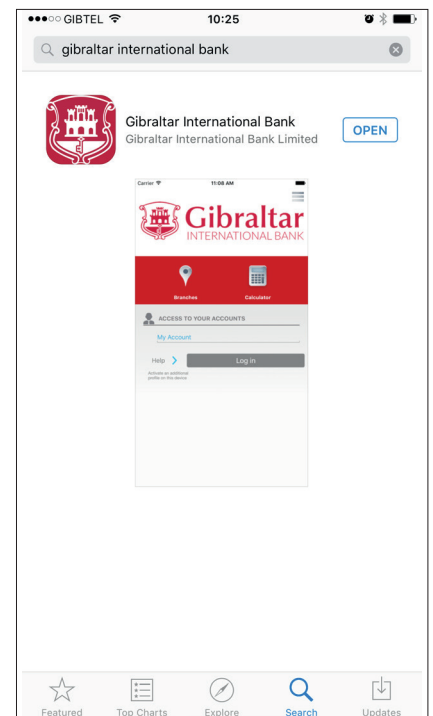 GIBTEL 10:25
gibraltar international bank
Gibraltar International Bank
Gibraltar International Bank Limited
OPEN
Carrier 11:08 AM
Gibraltar
INTERNATIONAL BANK
Branches Calculator
ACCESS TO YOUR ACCOUNTS
My Account
Help Log in
Activate an additional
profile on this device
Featured Top Charts Explore Search Updates